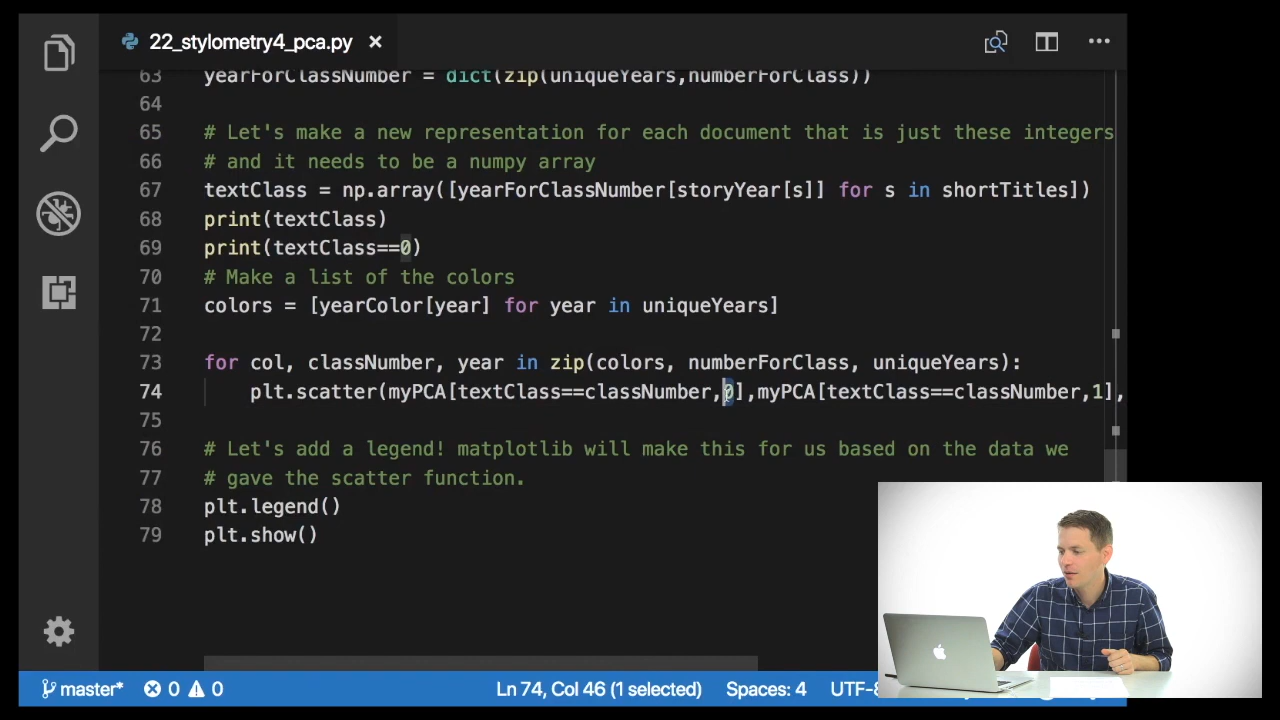 22_stylometry4_pca.py
63 yearForClassNumber = dict(zip(uniqueYears,numberForClass))
64
65 # Let's make a new representation for each document that is just these integers
66 # and it needs to be a numpy array
67 textClass = np.array([yearForClassNumber[storyYear[s]] for s in shortTitles])
68 print(textClass)
69 print(textClass==0)
70 # Make a list of the colors
71 colors = [yearColor[year] for year in uniqueYears]
72
73 for col, classNumber, year in zip(colors, numberForClass, uniqueYears):
74 plt.scatter(myPCA[textClass==classNumber,0],myPCA[textClass==classNumber,1],
75
76 # Let's add a legend! matplotlib will make this for us based on the data we
77 # gave the scatter function.
78 plt.legend()
79 plt.show()
master* 0 0 Ln 74, Col 46 (1 selected) Spaces: 4 UTF-8